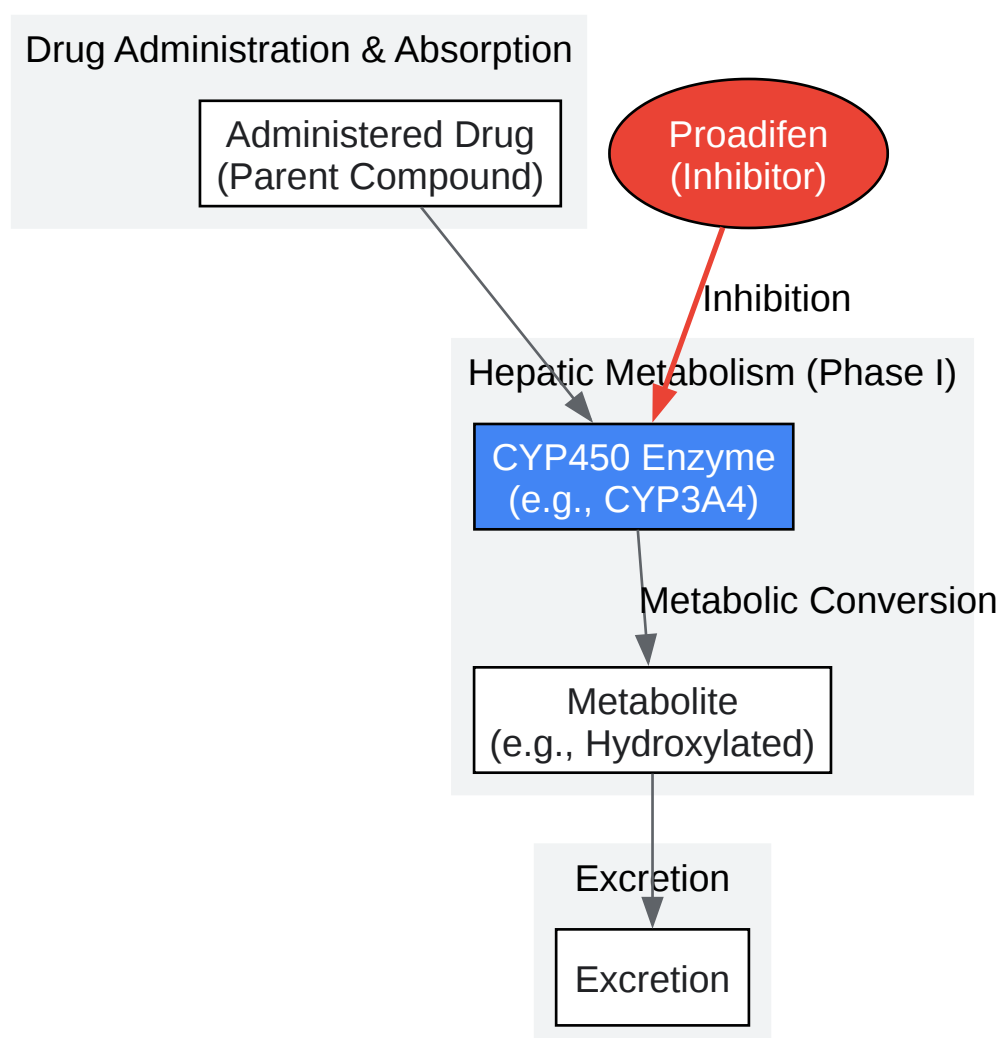 Drug Administration & Absorption
Administered Drug
(Parent Compound)
Proadifen
(Inhibitor)
Inhibition
Hepatic Metabolism (Phase I)
CYP450 Enzyme
(e.g., CYP3A4)
Metabolic Conversion
Metabolite
(e.g., Hydroxylated)
Excretion
Excretion